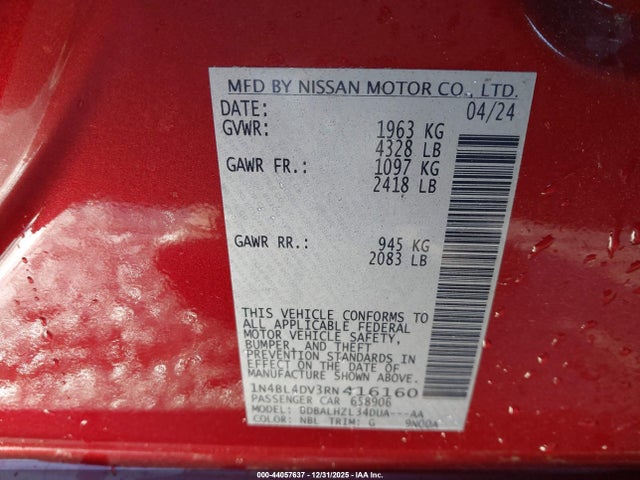 MFD BY NISSAN MOTOR CO., LTD.
DATE: 04/24
GVWR: 1963 KG
4328 LB
GAWR FR.: 1097 KG
2418 LB
GAWR RR.: 945 KG
2083 LB
THIS VEHICLE CONFORMS TO
ALL APPLICABLE FEDERAL
MOTOR VEHICLE SAFETY,
BUMPER, AND THEFT
PREVENTION STANDARDS IN
EFFECT ON THE DATE OF
MANUFACTURE SHOWN ABOVE.
1N4BL4DV3RN416160
PASSENGER CAR 658906
MODEL: DDBALHZL34DUA---AA
COLOR: NBL TRIM: G 9N00A
000-44057637 - 12/31/2025 - IAAI.com